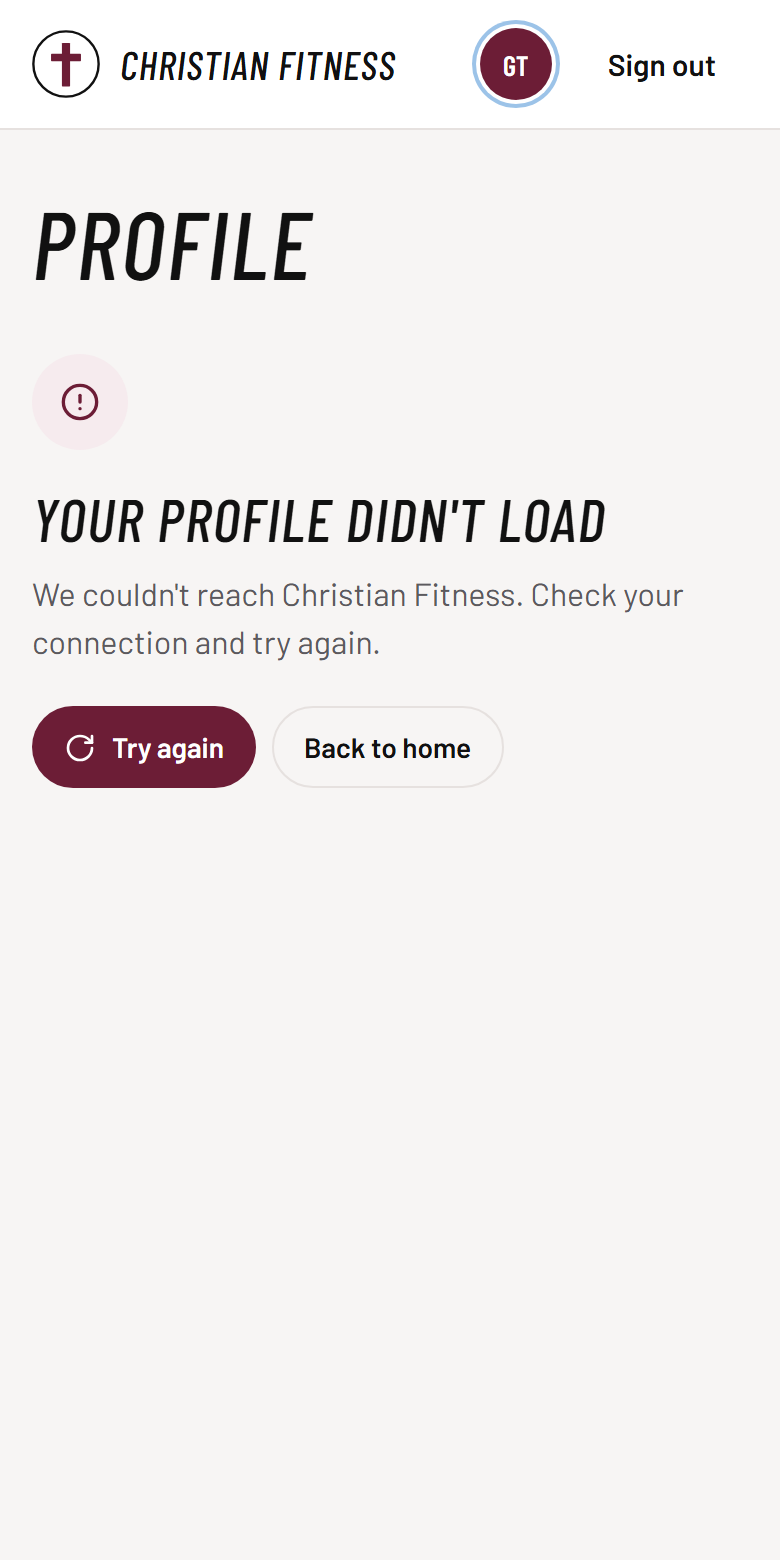 CHRISTIAN FITNESS
GT
Sign out
PROFILE
YOUR PROFILE DIDN'T LOAD
We couldn't reach Christian Fitness. Check your
connection and try again.
Try again
Back to home